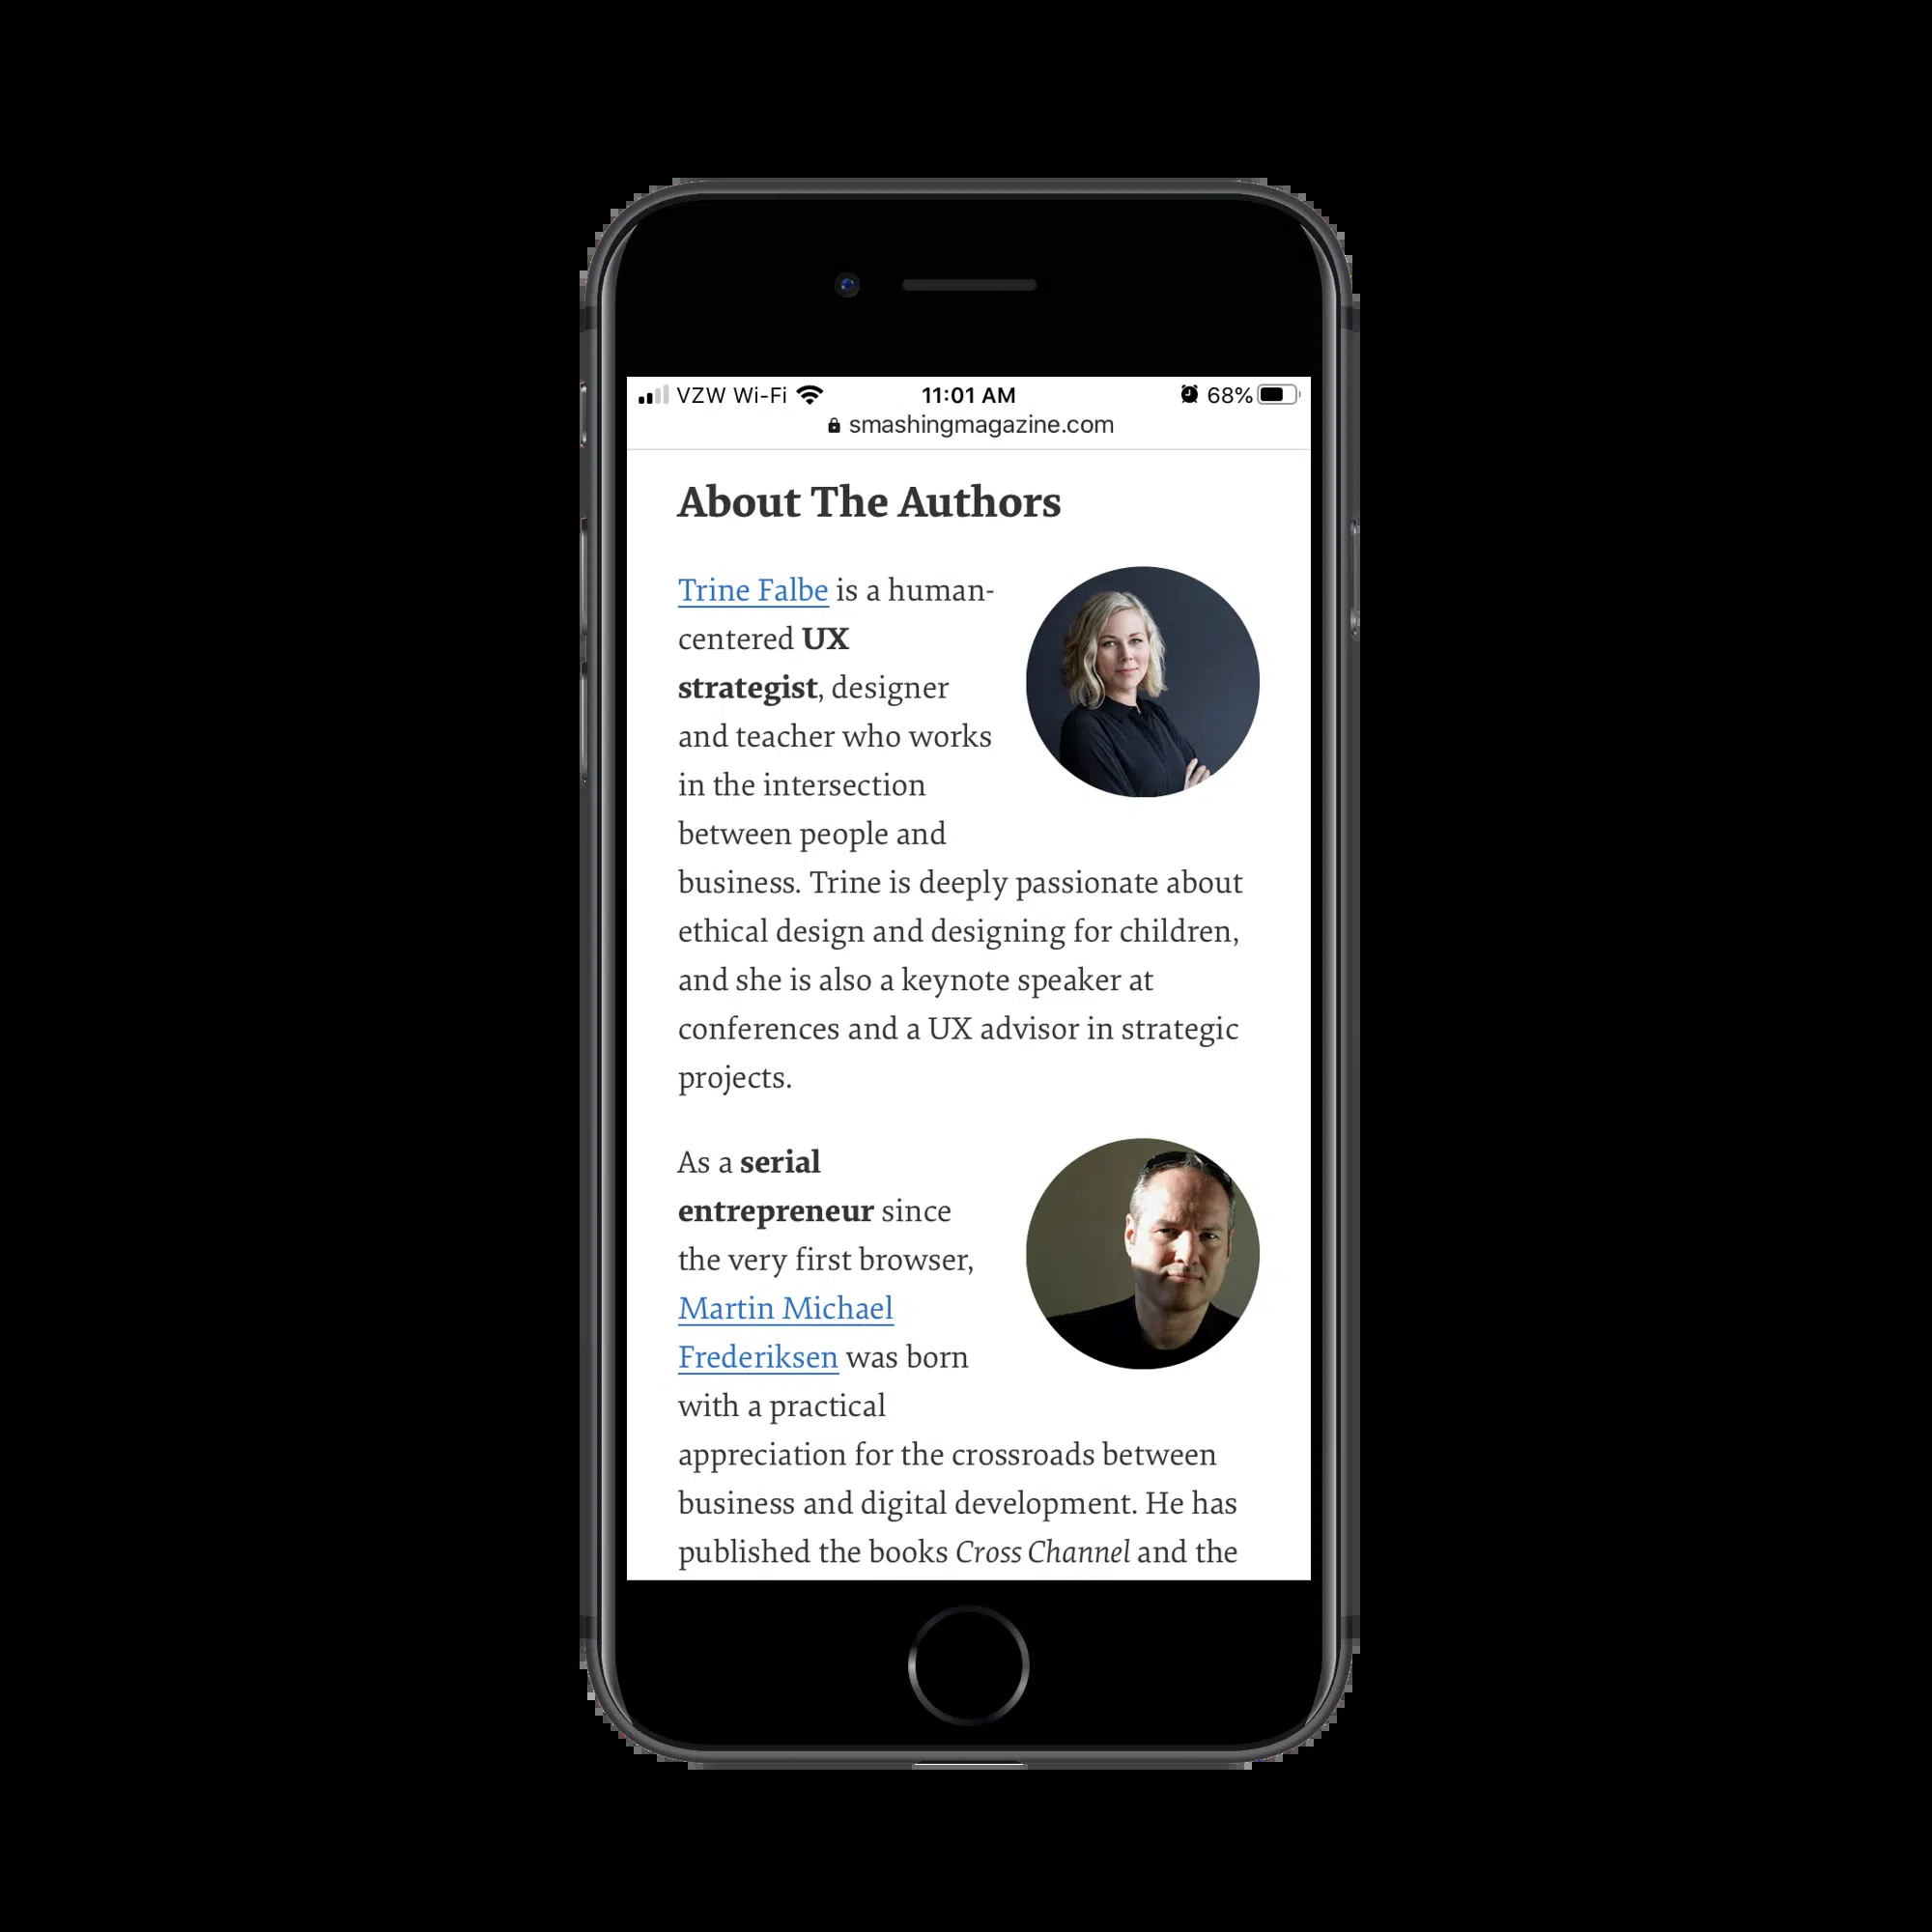 VZW Wi-Fi 11:01 AM 68%
smashingmagazine.com
About The Authors
Trine Falbe is a human-
centered UX
strategist, designer
and teacher who works
in the intersection
between people and
business. Trine is deeply passionate about
ethical design and designing for children,
and she is also a keynote speaker at
conferences and a UX advisor in strategic
projects.
As a serial
entrepreneur since
the very first browser,
Martin Michael
Frederiksen was born
with a practical
appreciation for the crossroads between
business and digital development. He has
published the books Cross Channel and the